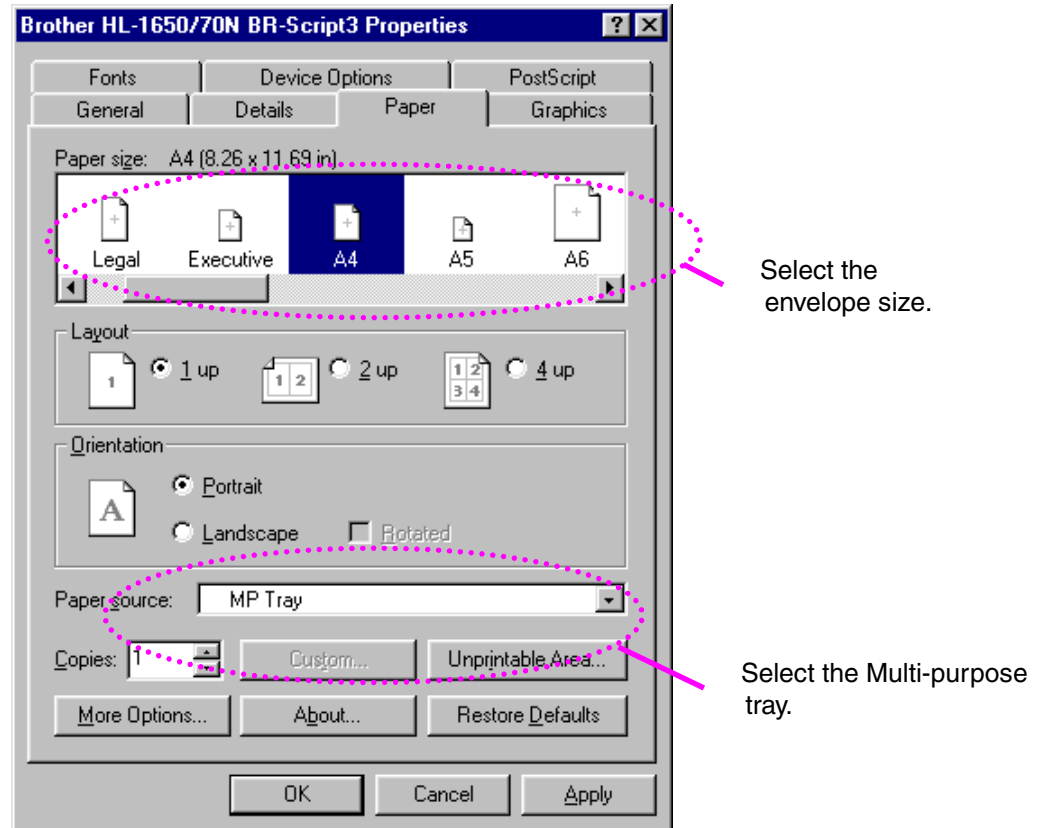 Brother HL-1650/70N BR-Script3 Properties
Fonts Device Options PostScript
General Details Paper Graphics
Paper size: A4 (8.26 x 11.69 in)
Legal Executive A4 A5 A6
Select the
envelope size.
Layout
1 1 up 1 2 2 up 1 2 3 4 4 up
Orientation
A
Portrait
Landscape Rotated
Paper source: MP Tray
Copies: 1 Custom... Unprintable Area...
Select the Multi-purpose
tray.
More Options... About... Restore Defaults
OK Cancel Apply